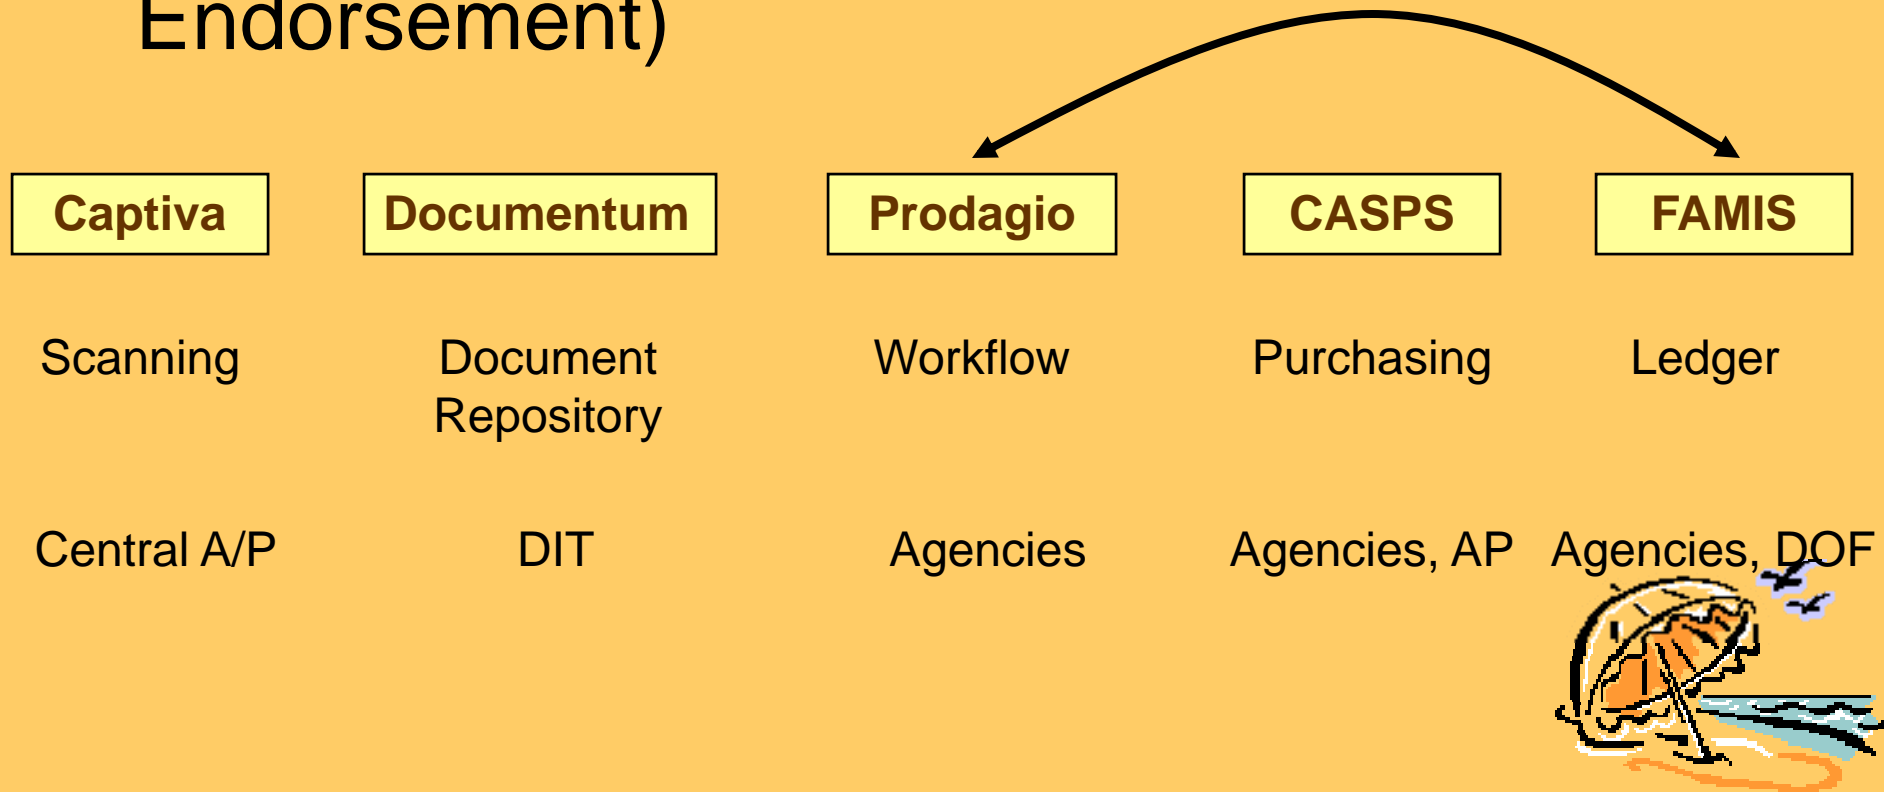 Endorsement)
Captiva Documentum Prodagio CASPS FAMIS
Scanning Document Workflow Purchasing Ledger
Repository
Central A/P DIT Agencies Agencies, AP Agencies, DOF